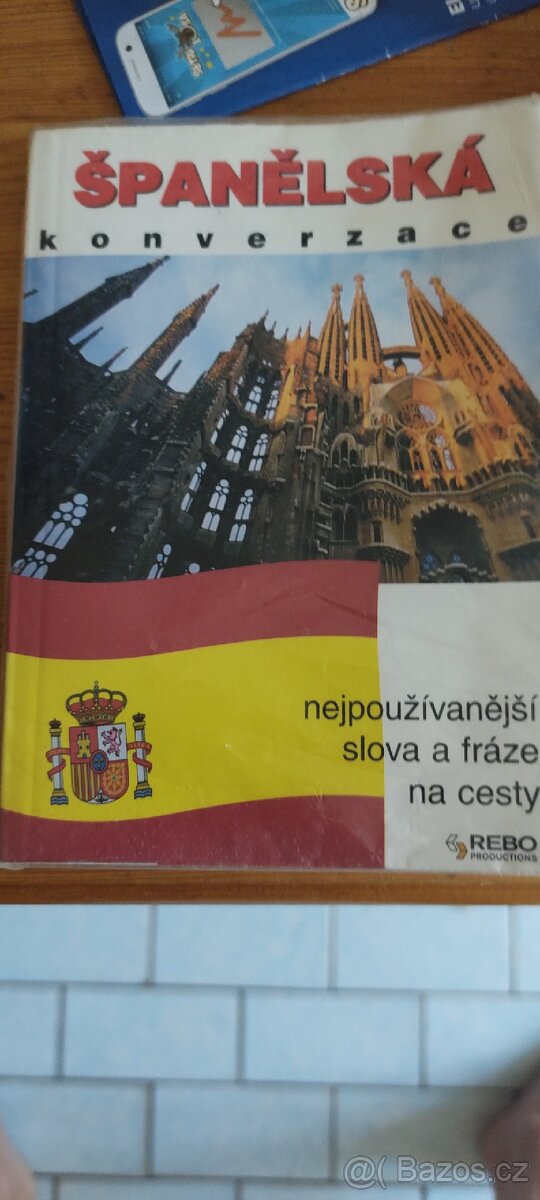 ŠPANĚLSKÁ
konverzace
nejpoužívanější
slova a fráze
na cesty
REBO
PRODUCTIONS
@( Bazos.cz